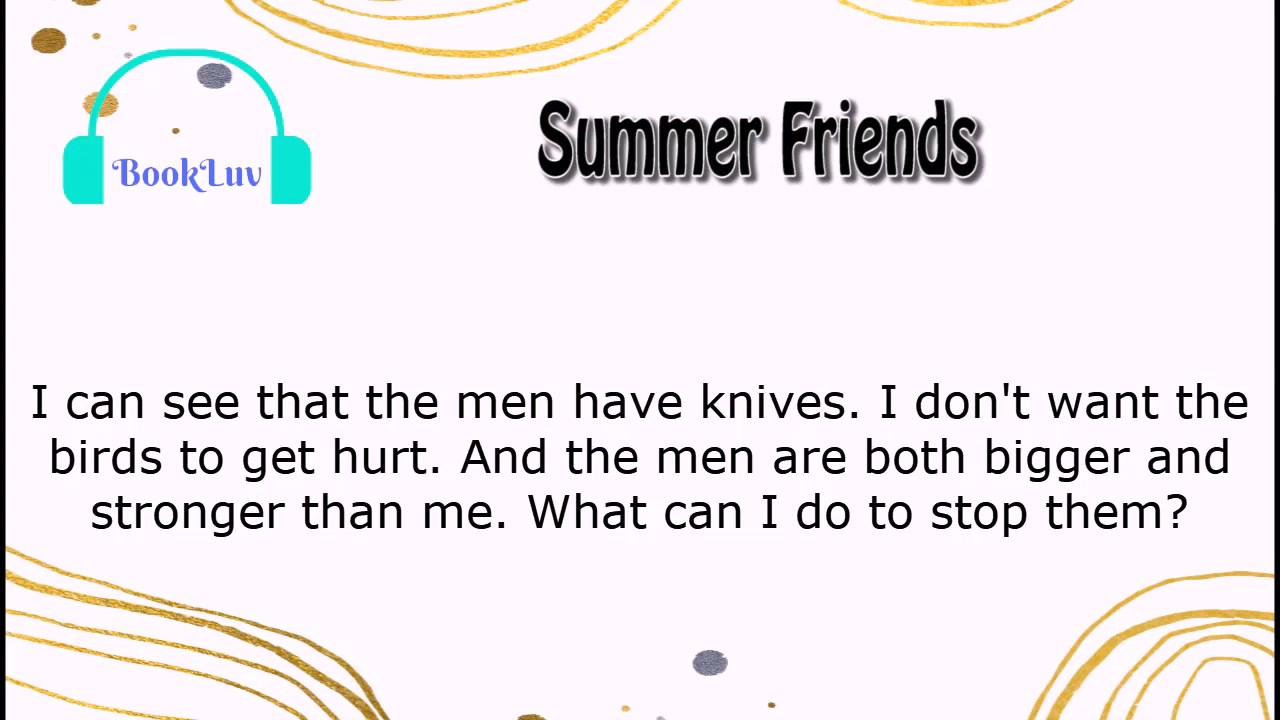 Summer Friends
BookLuv
I can see that the men have knives. I don't want the
birds to get hurt. And the men are both bigger and
stronger than me. What can I do to stop them?